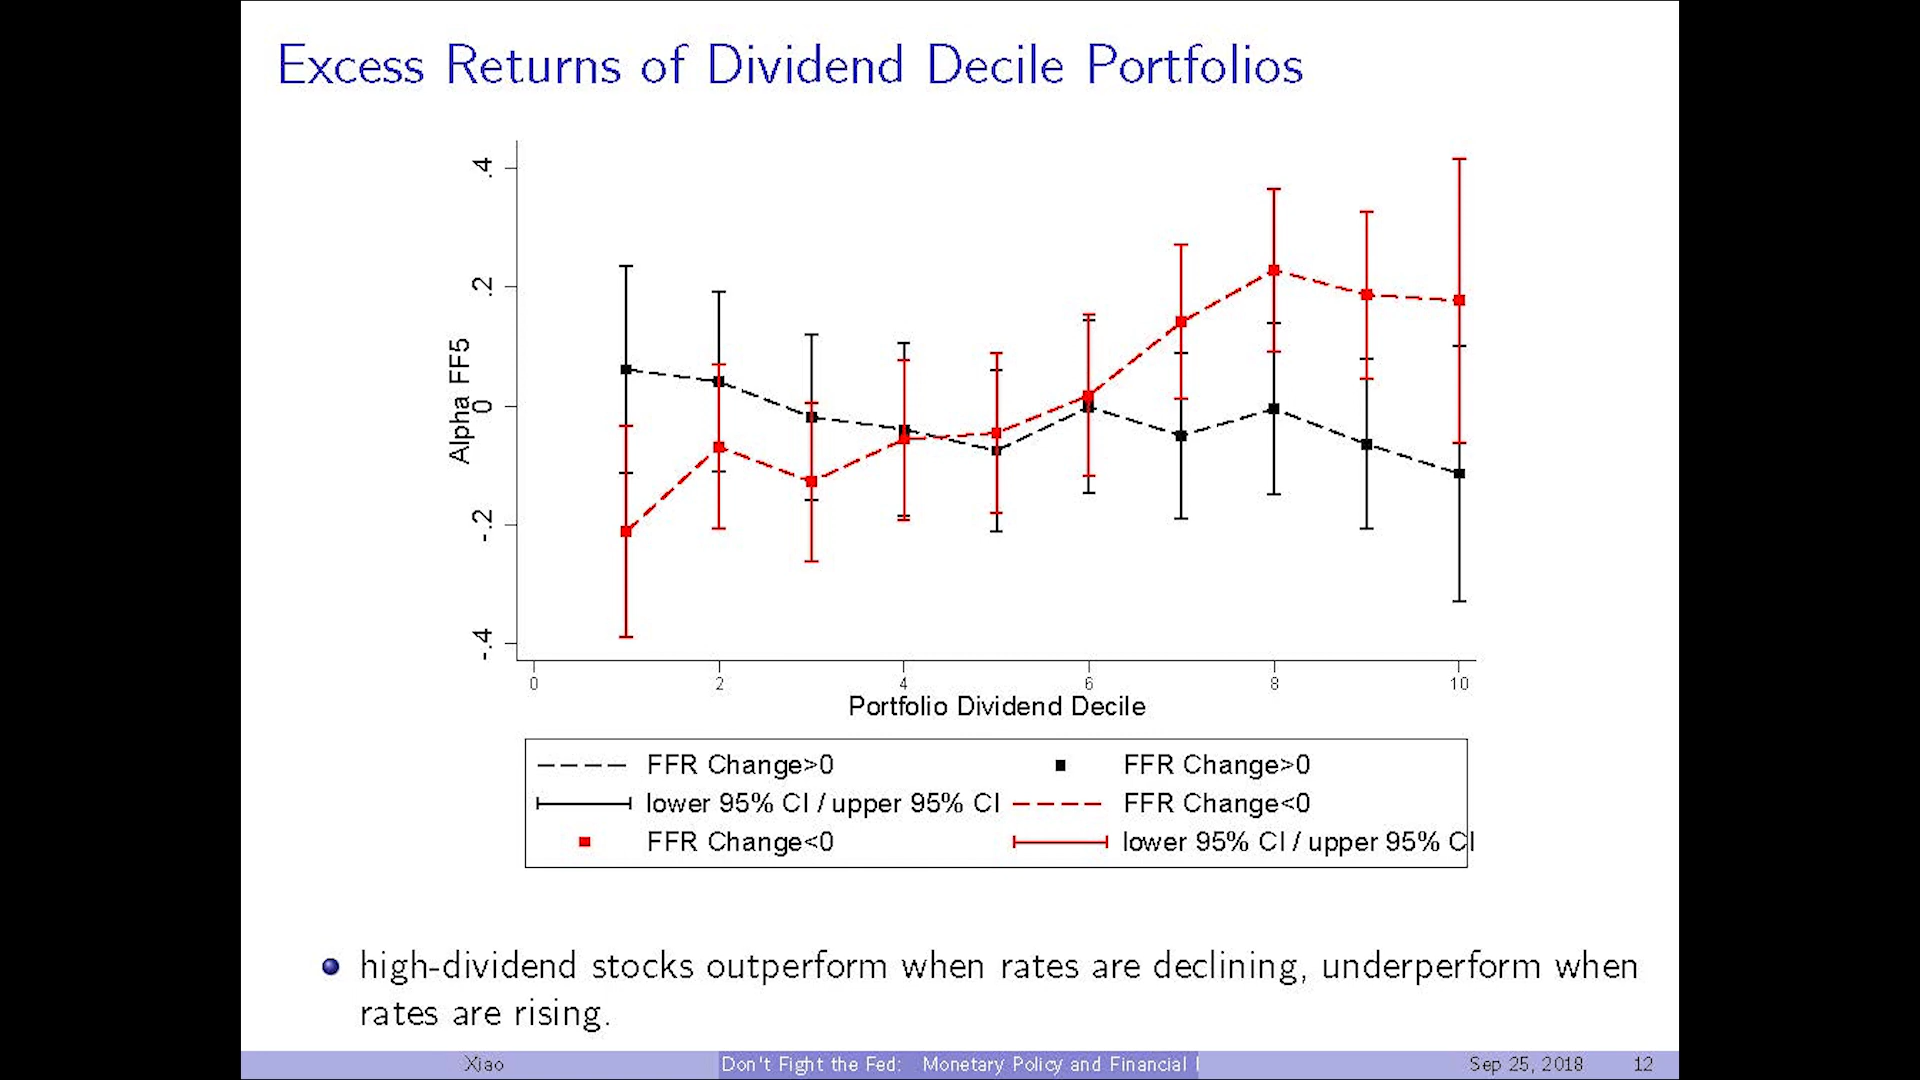 Excess Returns of Dividend Decile Portfolios
.4
.2
0
-.2
-.4
Alpha FF5
0 2 4 6 8 10
Portfolio Dividend Decile
FFR Change>0 FFR Change>0
lower 95% CI / upper 95% CI FFR Change<0
FFR Change<0 lower 95% CI / upper 95% CI
high-dividend stocks outperform when rates are declining, underperform when
rates are rising.
Xiao Don't Fight the Fed: Monetary Policy and Financial Sep 25, 2018 12